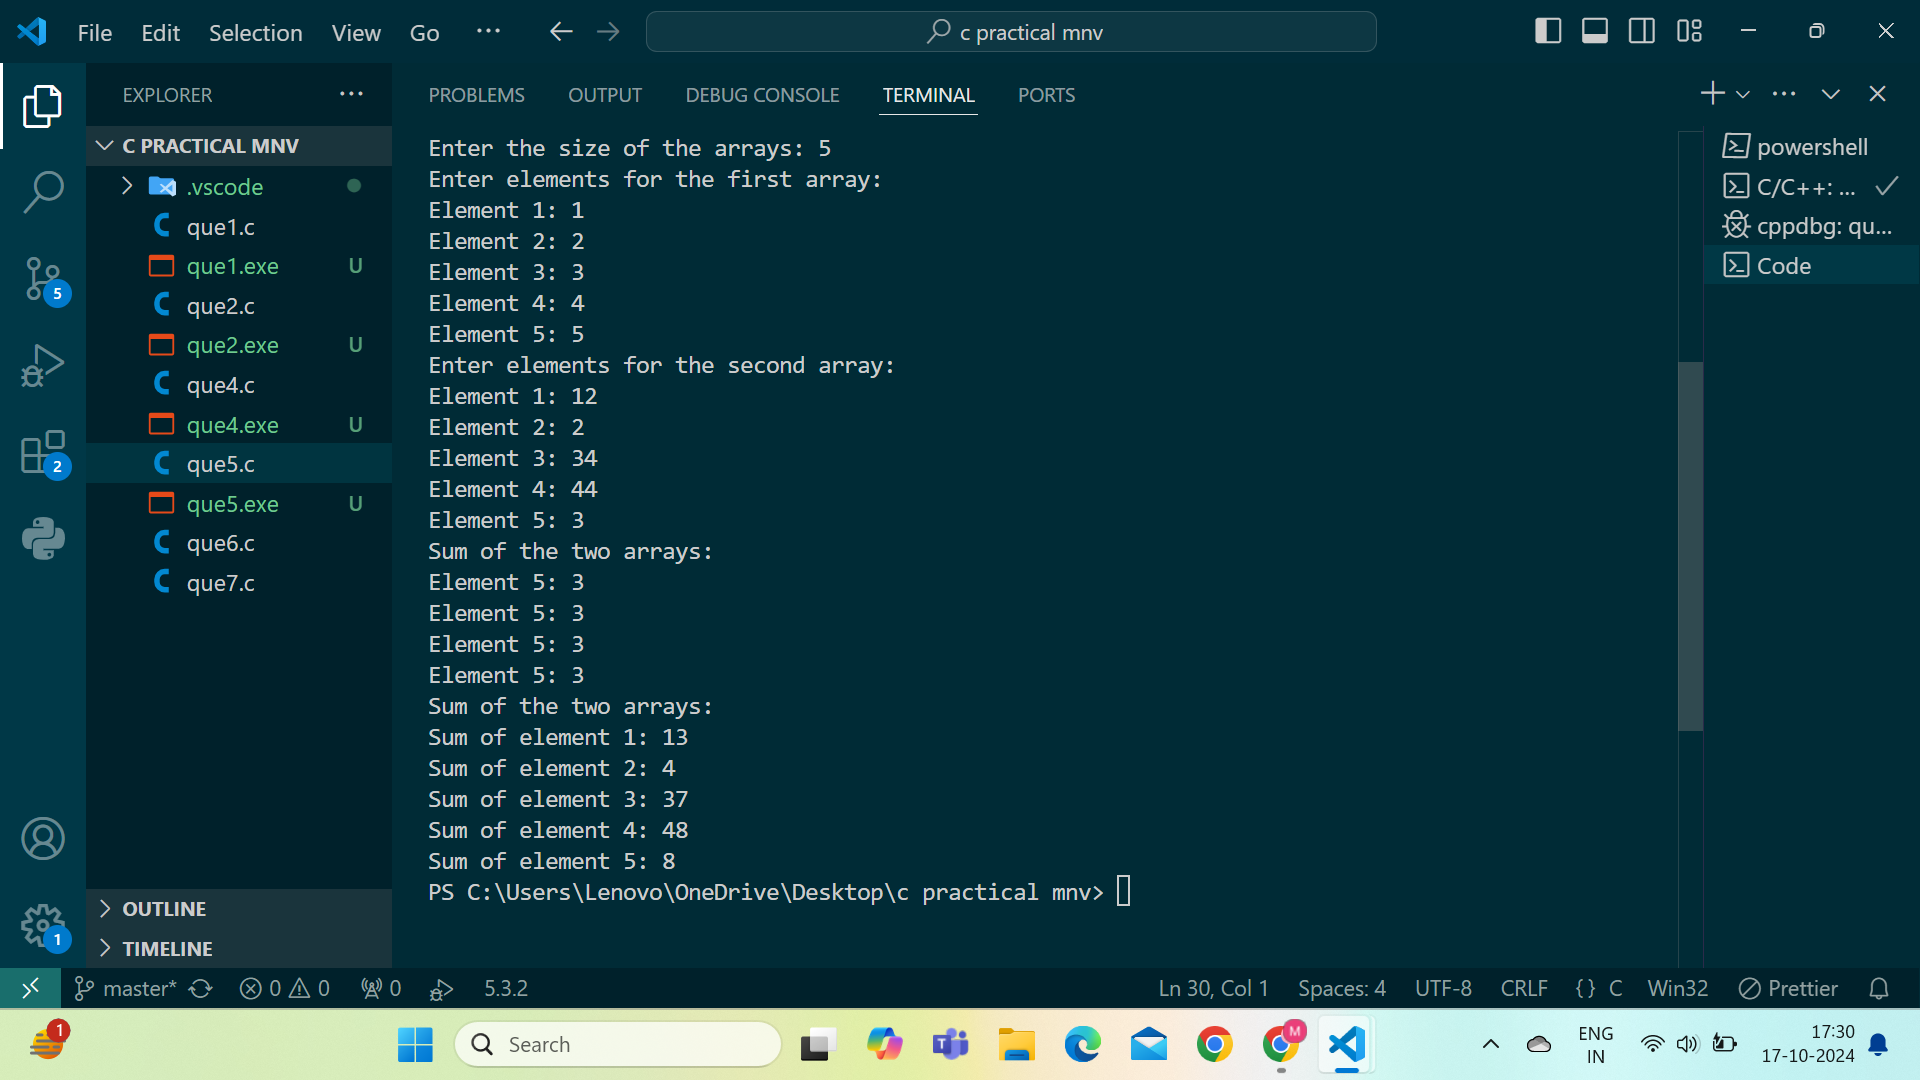 File Edit Selection View Go ···
c practical mnv
EXPLORER ···
C PRACTICAL MNV
.vscode
que1.c
que1.exe U
que2.c
que2.exe U
que4.c
que4.exe U
que5.c
que5.exe U
que6.c
que7.c
OUTLINE
TIMELINE
5
2
1
PROBLEMS OUTPUT DEBUG CONSOLE TERMINAL PORTS
Enter the size of the arrays: 5
Enter elements for the first array:
Element 1: 1
Element 2: 2
Element 3: 3
Element 4: 4
Element 5: 5
Enter elements for the second array:
Element 1: 12
Element 2: 2
Element 3: 34
Element 4: 44
Element 5: 3
Sum of the two arrays:
Element 5: 3
Element 5: 3
Element 5: 3
Element 5: 3
Sum of the two arrays:
Sum of element 1: 13
Sum of element 2: 4
Sum of element 3: 37
Sum of element 4: 48
Sum of element 5: 8
PS C:\Users\Lenovo\OneDrive\Desktop\c practical mnv>
powershell
C/C++: ...
cppdbg: qu...
Code
master* 0 0 0 5.3.2 Ln 30, Col 1 Spaces: 4 UTF-8 CRLF {} C Win32 Prettier
1
Search
T
M
ENG
IN
17:30
17-10-2024